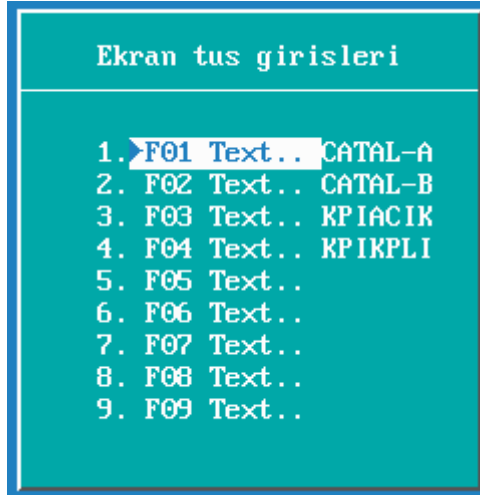 Ekran tus girisleri
1.►F01 Text.. CATAL-A
2. F02 Text.. CATAL-B
3. F03 Text.. KPIACIK
4. F04 Text.. KPIKPLI
5. F05 Text..
6. F06 Text..
7. F07 Text..
8. F08 Text..
9. F09 Text..